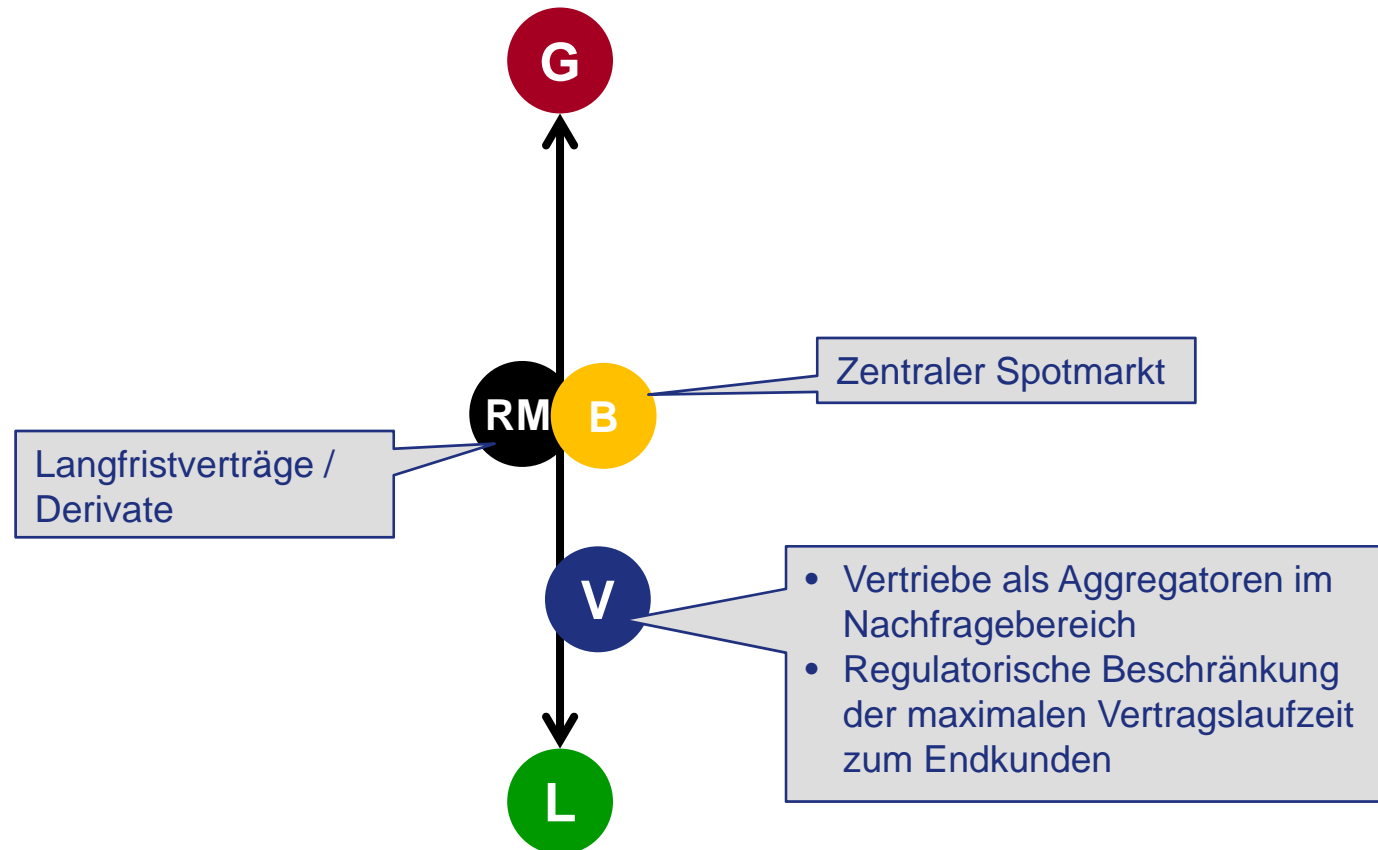 G
Zentraler Spotmarkt
RM
B
Langfristverträge /
Derivate
V
• Vertriebe als Aggregatoren im
Nachfragebereich
• Regulatorische Beschränkung
der maximalen Vertragslaufzeit
zum Endkunden
L